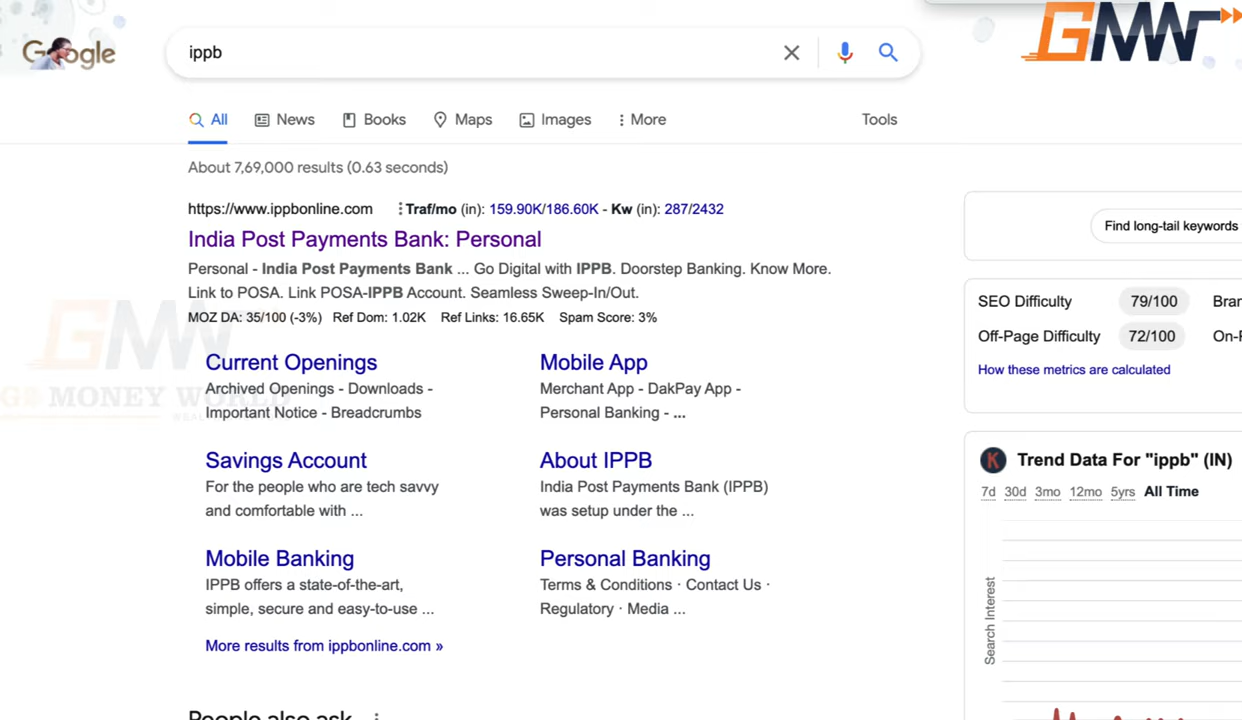 Google
ippb
GMW
All
News
Books
Maps
Images
More
Tools
About 7,69,000 results (0.63 seconds)
https://www.ippbonline.com
Traf/mo (in): 159.90K/186.60K - Kw (in): 287/2432
India Post Payments Bank: Personal
Personal - India Post Payments Bank ... Go Digital with IPPB. Doorstep Banking. Know More.
Link to POSA. Link POSA-IPPB Account. Seamless Sweep-In/Out.
MOZ DA: 35/100 (-3%) Ref Dom: 1.02K Ref Links: 16.65K Spam Score: 3%
GMW
GO MONEY WORLD
Current Openings
Archived Openings - Downloads -
Important Notice - Breadcrumbs
Mobile App
Merchant App - DakPay App -
Personal Banking - ...
Savings Account
For the people who are tech savvy
and comfortable with ...
About IPPB
India Post Payments Bank (IPPB)
was setup under the ...
Mobile Banking
IPPB offers a state-of-the-art,
simple, secure and easy-to-use ...
Personal Banking
Terms & Conditions · Contact Us ·
Regulatory · Media ...
More results from ippbonline.com »
People also ask
Find long-tail keywords
SEO Difficulty 79/100 Bran
Off-Page Difficulty 72/100 On-P
How these metrics are calculated
K
Trend Data For "ippb" (IN)
7d 30d 3mo 12mo 5yrs All Time
Search Interest